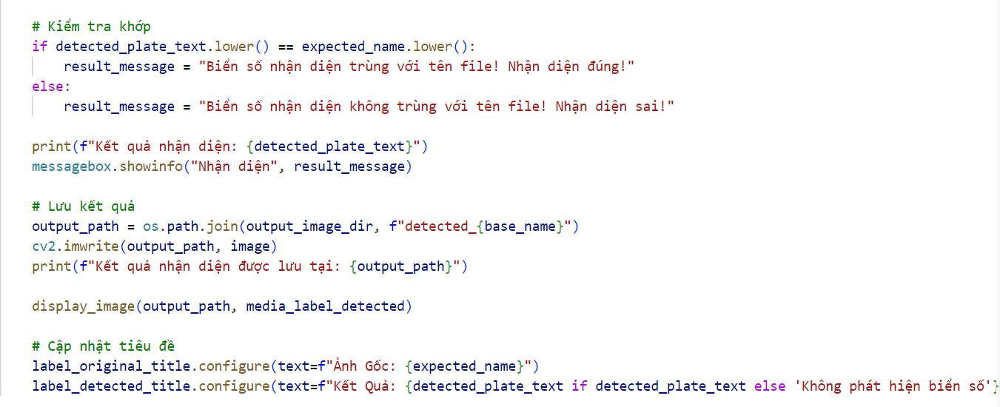 # Kiểm tra khớp
if detected_plate_text.lower() == expected_name.lower():
    result_message = "Biển số nhận diện trùng với tên file! Nhận diện đúng!"
else:
    result_message = "Biển số nhận diện không trùng với tên file! Nhận diện sai!"

print(f"Kết quả nhận diện: {detected_plate_text}")
messagebox.showinfo("Nhận diện", result_message)

# Lưu kết quả
output_path = os.path.join(output_image_dir, f"detected_{base_name}")
cv2.imwrite(output_path, image)
print(f"Kết quả nhận diện được lưu tại: {output_path}")

display_image(output_path, media_label_detected)

# Cập nhật tiêu đề
label_original_title.configure(text=f"Ảnh Gốc: {expected_name}")
label_detected_title.configure(text=f"Kết Quả: {detected_plate_text if detected_plate_text else 'Không phát hiện biển số'}